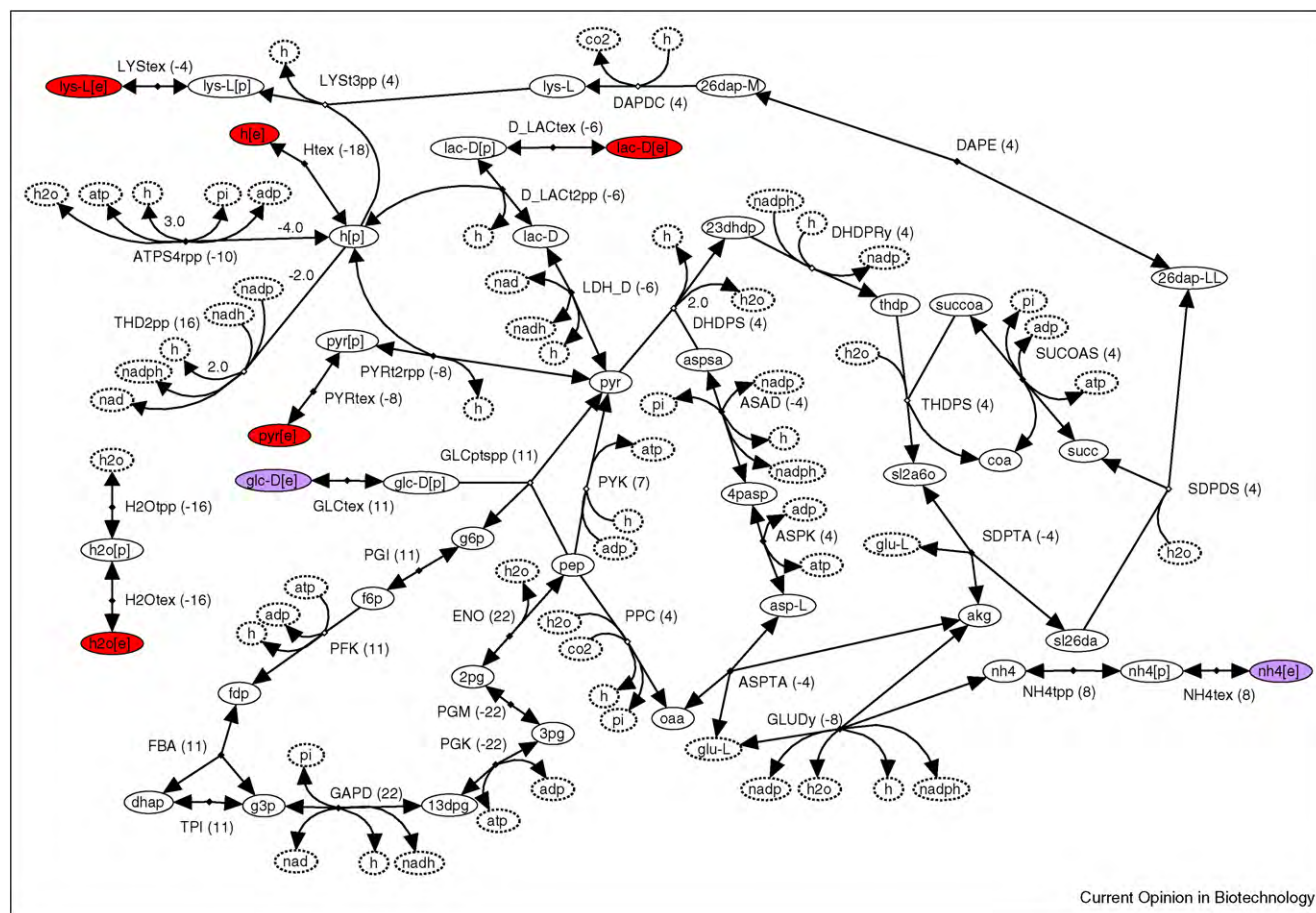 h
co2
h
LYStex (-4)
lys-L[e]
lys-L[p]
LYSt3pp (4)
lys-L
DAPDC (4)
26dap-M
h[e]
Htex (-18)
D_LACtex (-6)
lac-D[p]
lac-D[e]
DAPE (4)
h2o
atp
h
pi
adp
3.0
-4.0
h[p]
ATPS4rpp (-10)
D_LACt2pp (-6)
h
lac-D
nadph
23dhdp
h
DHDPRy (4)
nadp
h
26dap-LL
-2.0
nadp
nadh
THD2pp (16)
h
2.0
nadph
nad
nad
LDH_D (-6)
nadh
h
2.0
h2o
DHDPS (4)
thdp
succoa
pi
adp
SUCOAS (4)
atp
pyr[p]
PYRt2rpp (-8)
PYRtex (-8)
h
pyr
aspsa
h2o
THDPS (4)
pyr[e]
pi
ASAD (-4)
nadp
h
nadph
sl2a6o
coa
succ
h2o
GLCptspp (11)
atp
glc-D[e]
glc-D[p]
GLCtex (11)
PYK (7)
4pasp
SDPDS (4)
H2Otpp (-16)
h
adp
adp
ASPK (4)
atp
h2o[p]
g6p
PGI (11)
pep
glu-L
SDPTA (-4)
h2o
H2Otex (-16)
f6p
atp
adp
h
PFK (11)
h2o
ENO (22)
PPC (4)
h2o
co2
asp-L
akg
sl26da
h2o[e]
fdp
2pg
h
pi
oaa
ASPTA (-4)
nh4
NH4tpp (8)
nh4[p]
NH4tex (8)
nh4[e]
PGM (-22)
3pg
PGK (-22)
glu-L
GLUDy (-8)
FBA (11)
pi
adp
nadp
h2o
h
nadph
dhap
g3p
TPI (11)
GAPD (22)
13dpg
atp
nad
h
nadh
Current Opinion in Biotechnology